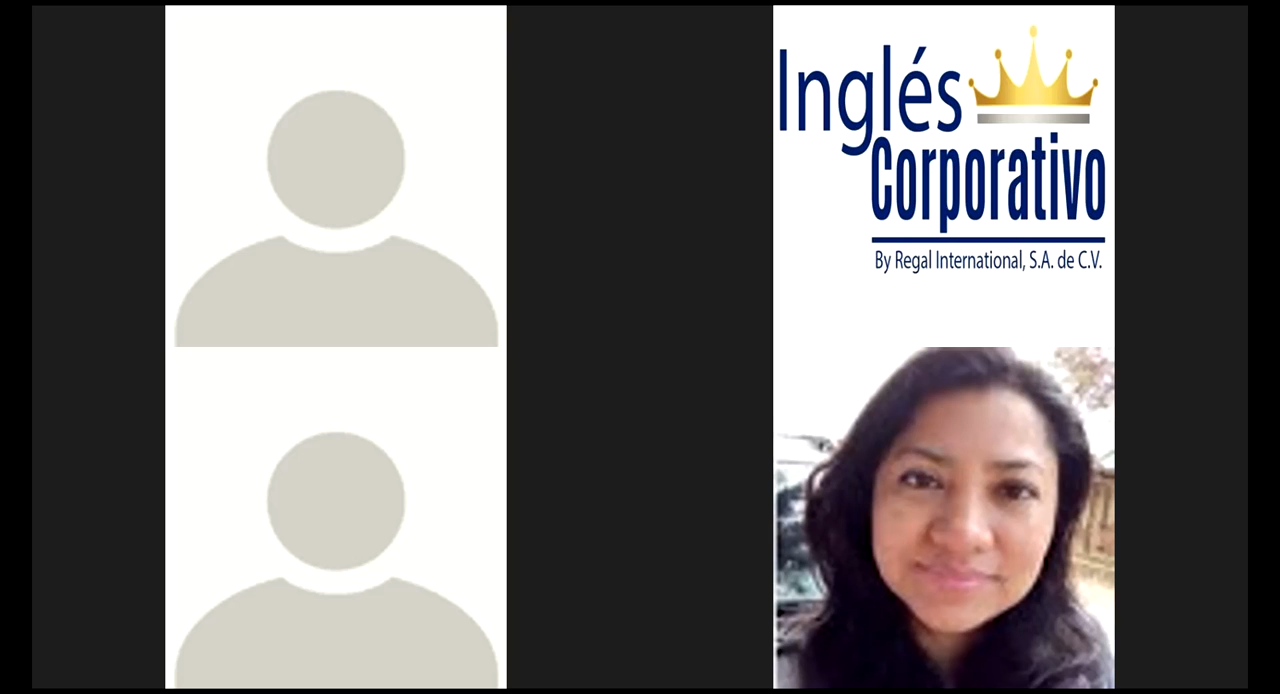 Inglés
Corporativo
By Regal International, S.A. de C.V.